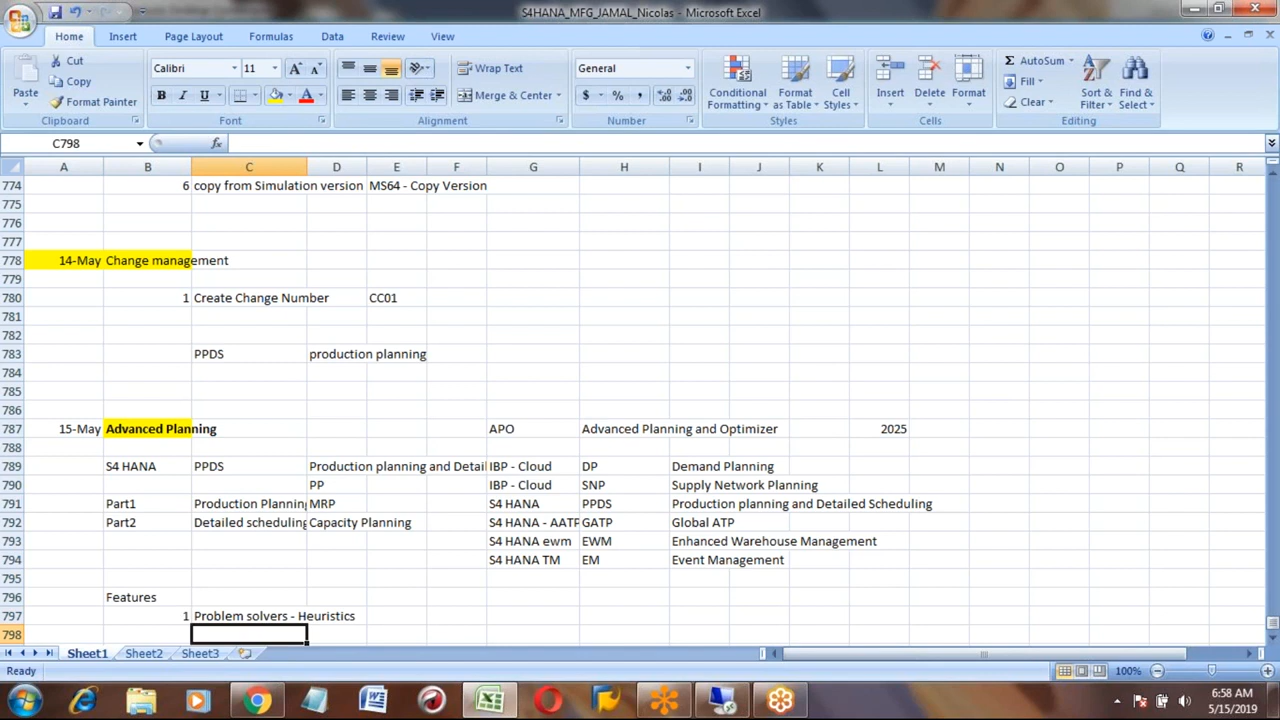 S4HANA_MFG_JAMAL_Nicolas - Microsoft Excel
Home Insert Page Layout Formulas Data Review View
Paste Cut Copy Format Painter
Calibri 11
Wrap Text
Merge & Center
General
Conditional Formatting Format as Table Cell Styles
Insert Delete Format
AutoSum Fill Clear
Sort & Filter Find & Select
Clipboard Font Alignment Number Styles Cells Editing
C798 fx
A B C D E F G H I J K L M N O P Q R
774 6 copy from Simulation version MS64 - Copy Version
775
776
777
778 14-May Change management
779
780 1 Create Change Number CC01
781
782
783 PPDS production planning
784
785
786
787 15-May Advanced Planning APO Advanced Planning and Optimizer 2025
788
789 S4 HANA PPDS Production planning and Detail IBP - Cloud DP Demand Planning
790 PP IBP - Cloud SNP Supply Network Planning
791 Part1 Production Planning MRP S4 HANA PPDS Production planning and Detailed Scheduling
792 Part2 Detailed scheduling Capacity Planning S4 HANA - AATP GATP Global ATP
793 S4 HANA ewm EWM Enhanced Warehouse Management
794 S4 HANA TM EM Event Management
795
796 Features
797 1 Problem solvers - Heuristics
798
Sheet1 Sheet2 Sheet3
Ready 100%
6:58 AM
5/15/2019